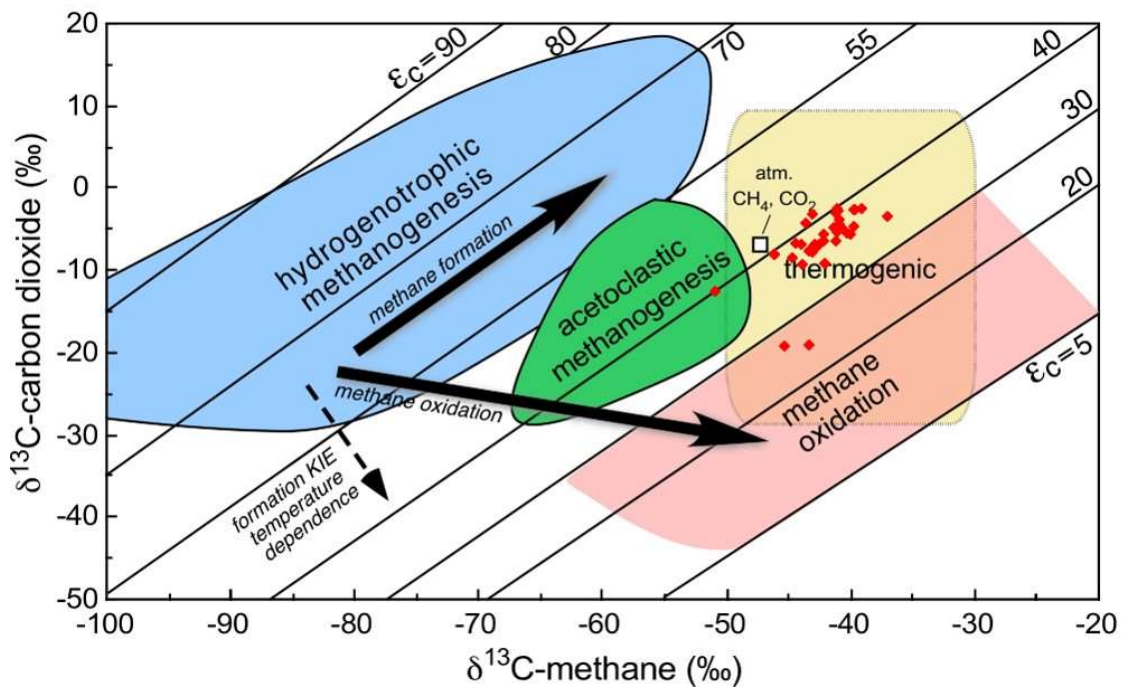 20
10
0
-10
-20
-30
-40
-50
δ¹³C-carbon dioxide (‰)
εc=90
80
70
55
40
30
20
εc=5
hydrogenotrophic
methanogenesis
methane formation
methane oxidation
formation KIE
temperature
dependence
acetoclastic
methanogenesis
atm.
CH₄, CO₂
thermogenic
methane
oxidation
-100
-90
-80
-70
-60
-50
-40
-30
-20
δ¹³C-methane (‰)